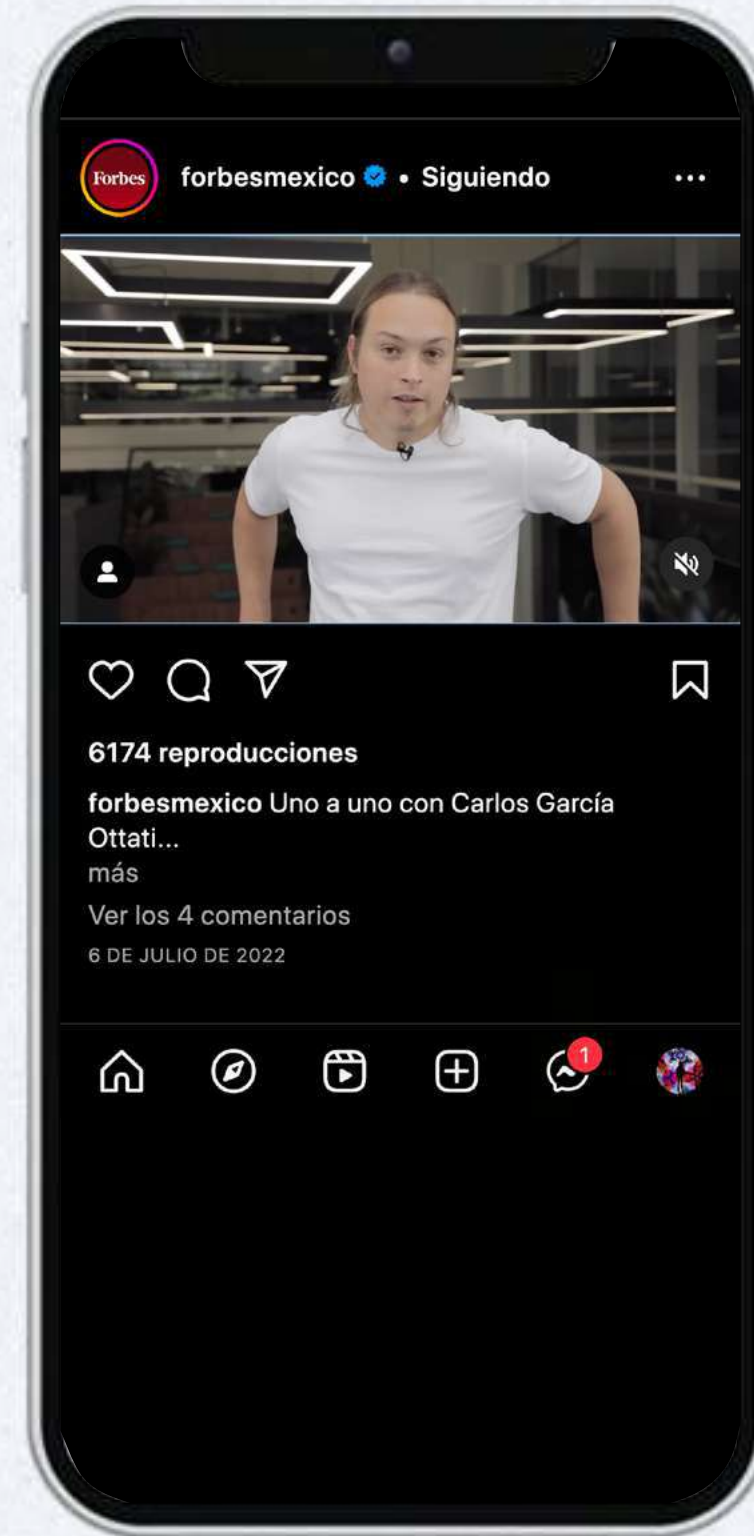 Forbes
forbesmexico • Siguiendo
6174 reproducciones
forbesmexico Uno a uno con Carlos García
Ottati...
más
Ver los 4 comentarios
6 DE JULIO DE 2022
1